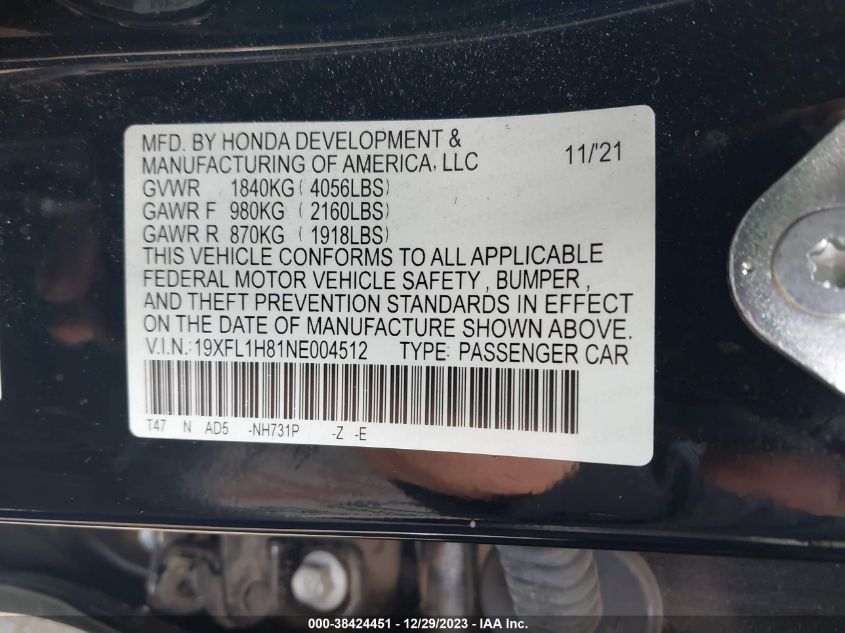 MFD. BY HONDA DEVELOPMENT &
MANUFACTURING OF AMERICA, LLC 11/'21
GVWR 1840KG (4056LBS)
GAWR F 980KG (2160LBS)
GAWR R 870KG (1918LBS)
THIS VEHICLE CONFORMS TO ALL APPLICABLE
FEDERAL MOTOR VEHICLE SAFETY, BUMPER,
AND THEFT PREVENTION STANDARDS IN EFFECT
ON THE DATE OF MANUFACTURE SHOWN ABOVE.
V.I.N.:19XFL1H81NE004512 TYPE: PASSENGER CAR
T47 N AD5 -NH731P -Z -E
000-38424451 - 12/29/2023 - IAA Inc.